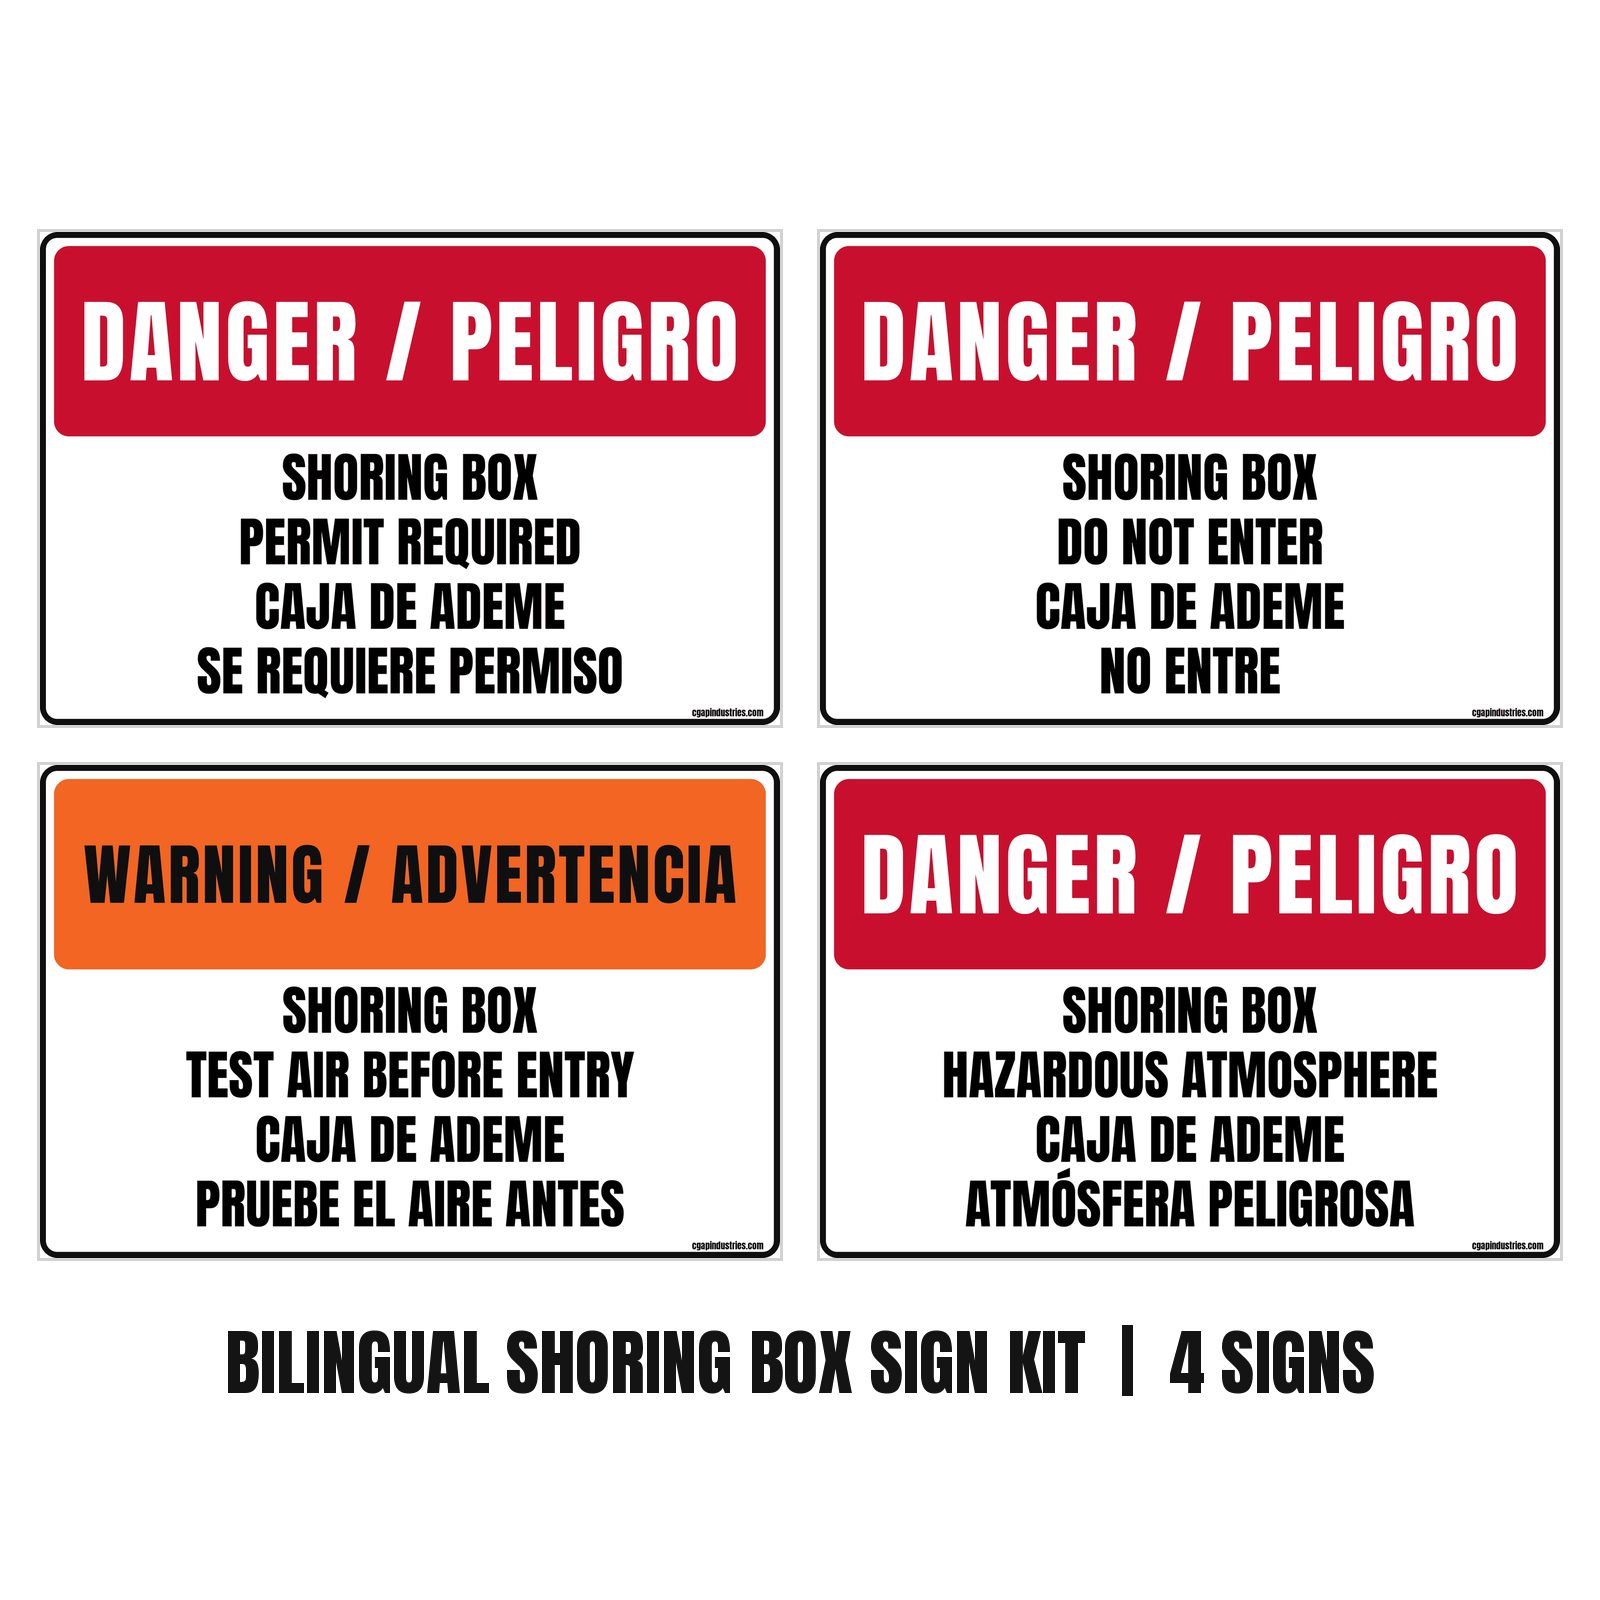 DANGER / PELIGRO
SHORING BOX
PERMIT REQUIRED
CAJA DE ADEME
SE REQUIERE PERMISO
cgapindustries.com
DANGER / PELIGRO
SHORING BOX
DO NOT ENTER
CAJA DE ADEME
NO ENTRE
cgapindustries.com
WARNING / ADVERTENCIA
SHORING BOX
TEST AIR BEFORE ENTRY
CAJA DE ADEME
PRUEBE EL AIRE ANTES
cgapindustries.com
DANGER / PELIGRO
SHORING BOX
HAZARDOUS ATMOSPHERE
CAJA DE ADEME
ATMÓSFERA PELIGROSA
cgapindustries.com
BILINGUAL SHORING BOX SIGN KIT | 4 SIGNS